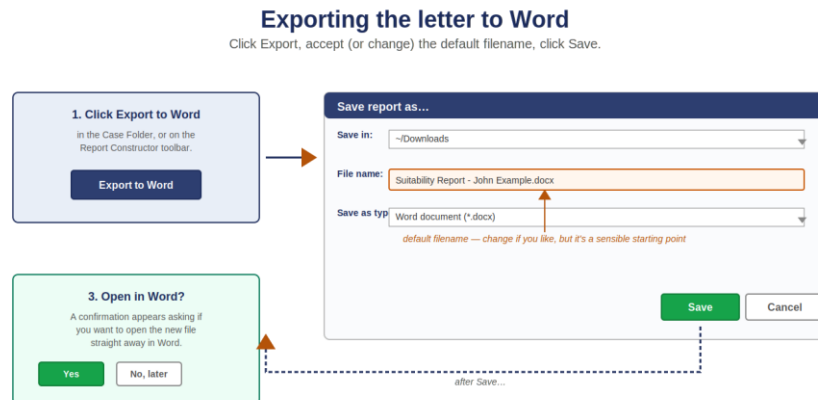 Exporting the letter to Word
Click Export, accept (or change) the default filename, click Save.
1. Click Export to Word
in the Case Folder, or on the
Report Constructor toolbar.
Export to Word
Save report as…
Save in:
~/Downloads
File name:
Suitability Report - John Example.docx
Save as typ
Word document (*.docx)
default filename — change if you like, but it's a sensible starting point
Save
Cancel
3. Open in Word?
A confirmation appears asking if
you want to open the new file
straight away in Word.
Yes
No, later
after Save…